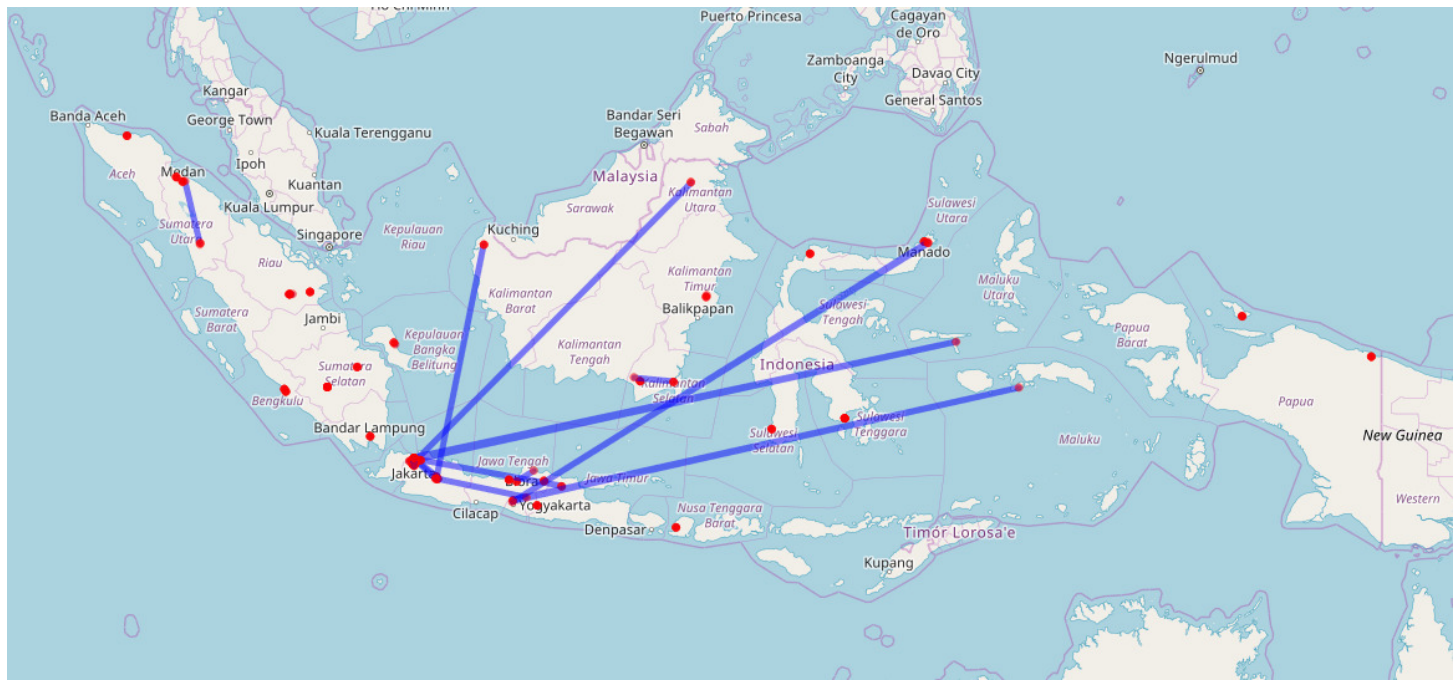 Puerto Princesa
Cagayan
de Oro
Zamboanga
City
Davao City
General Santos
Ngerulmud
Kangar
Banda Aceh
George Town
Kuala Terengganu
Bandar Seri
Begawan
Sabah
Ipoh
Aceh
Medan
Kuantan
Malaysia
Kalimantan
Utara
Kuala Lumpur
Sarawak
Sulawesi
Utara
Sumatera
Utara
Singapore
Kepulauan
Riau
Kuching
Manado
Riau
Kalimantan
Timur
Maluku
Utara
Kalimantan
Barat
Balikpapan
Sulawesi
Tengah
Sumatera
Barat
Jambi
Kepulauan
Bangka
Belitung
Papua
Barat
Kalimantan
Tengah
Indonesia
Sumatera
Selatan
Kalimantan
Selatan
Bengkulu
Papua
Bandar Lampung
Sulawesi
Selatan
Sulawesi
Tenggara
Maluku
New Guinea
Jawa Tengah
Jakarta
Blora
Jawa Timur
Western
Cilacap
Yogyakarta
Nusa Tenggara
Barat
Denpasar
Timór Lorosa'e
Kupang